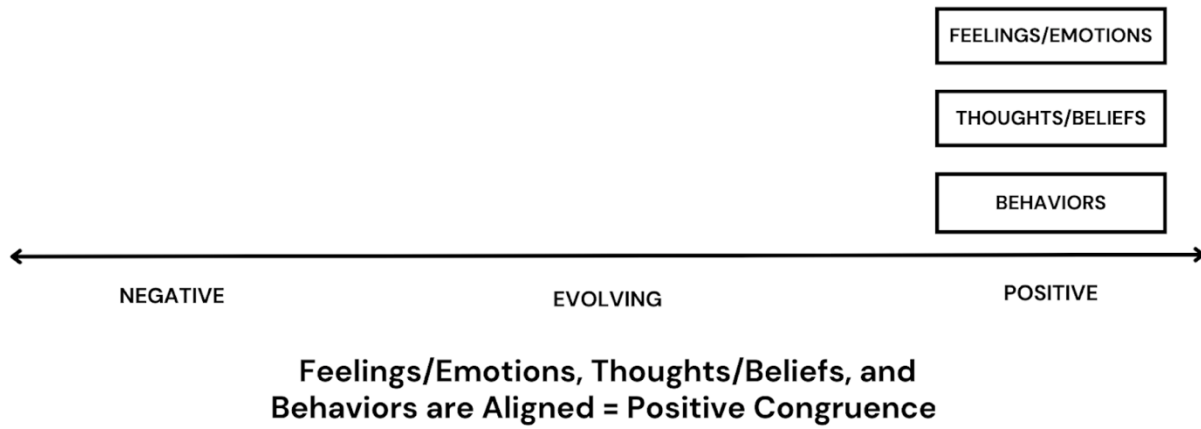 FEELINGS/EMOTIONS
THOUGHTS/BELIEFS
BEHAVIORS
NEGATIVE
EVOLVING
POSITIVE
Feelings/Emotions, Thoughts/Beliefs, and
Behaviors are Aligned = Positive Congruence